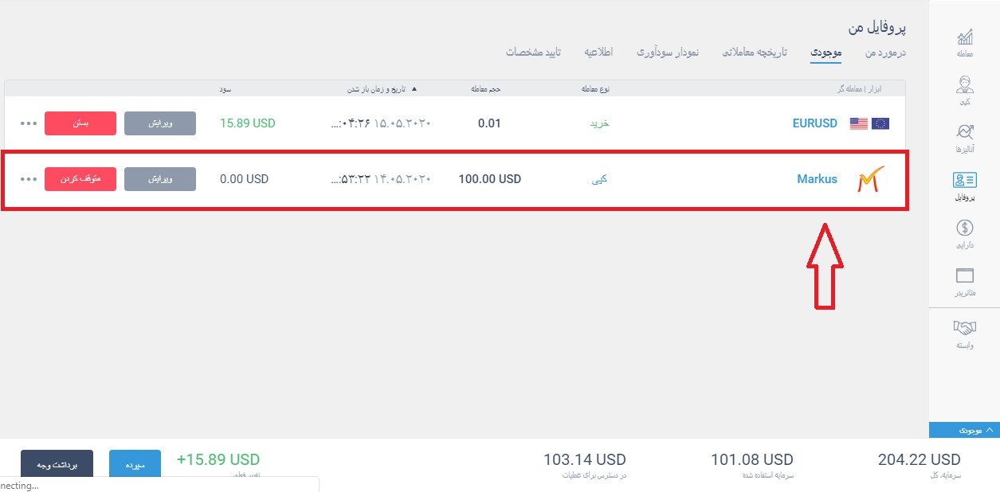 پروفایل من
درمورد من موجودی تاریخچه معاملاتی نمودار سودآوری اطلاعیه تایید مشخصات
ابزار | معامله گر نوع معامله حجم معامله تاریخ و زمان باز شدن ▲ سود
EURUSD خرید 0.01 ۱۵.۰۵.۲۰۲۰ ۰۴:۲۶:... 15.89 USD ویرایش بستن •••
Markus کپی 100.00 USD ۱۴.۰۵.۲۰۲۰ ۵۳:۲۲:... 0.00 USD ویرایش متوقف کردن •••
معامله
کپی
آنالیزها
پروفایل
دارایی
متاتریدر
وابسته
موجودی
204.22 USD 101.08 USD 103.14 USD +15.89 USD سپرده برداشت وجه
سرمایه، کل سرمایه استفاده شده در دسترس برای عملیات
necting...